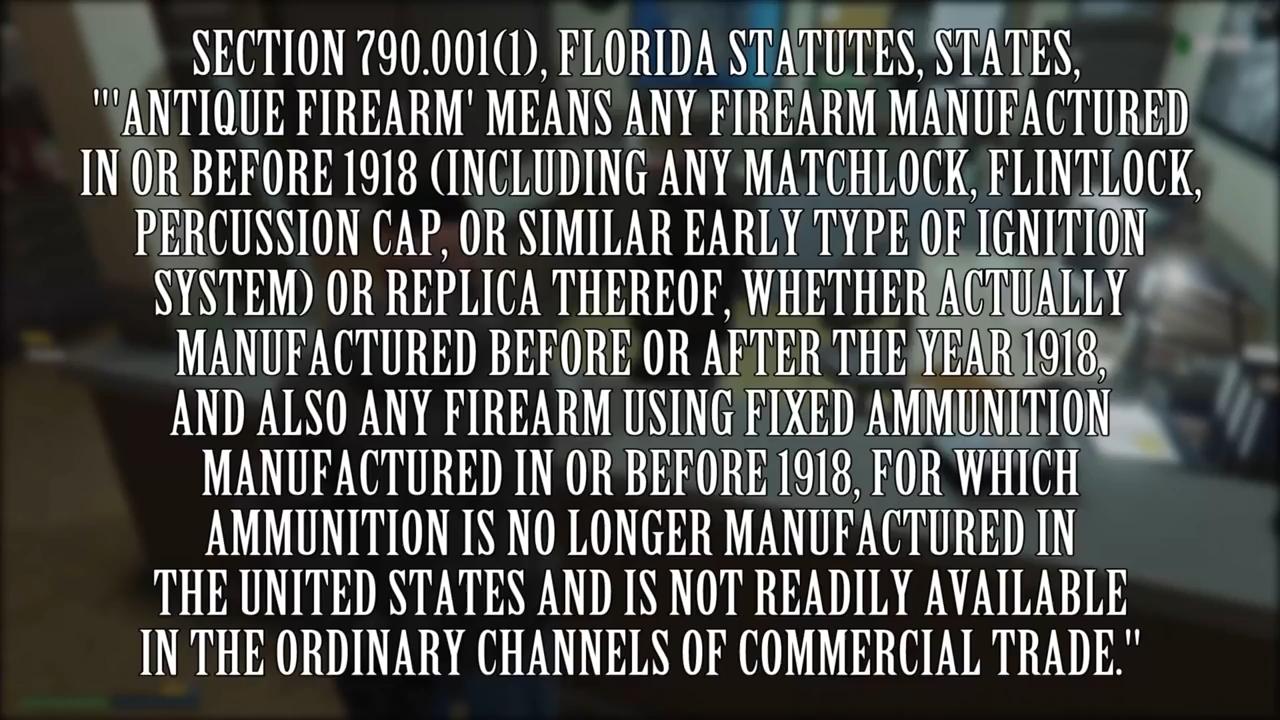 SECTION 790.001(1), FLORIDA STATUTES, STATES,
"'ANTIQUE FIREARM' MEANS ANY FIREARM MANUFACTURED
IN OR BEFORE 1918 (INCLUDING ANY MATCHLOCK, FLINTLOCK,
PERCUSSION CAP, OR SIMILAR EARLY TYPE OF IGNITION
SYSTEM) OR REPLICA THEREOF, WHETHER ACTUALLY
MANUFACTURED BEFORE OR AFTER THE YEAR 1918,
AND ALSO ANY FIREARM USING FIXED AMMUNITION
MANUFACTURED IN OR BEFORE 1918, FOR WHICH
AMMUNITION IS NO LONGER MANUFACTURED IN
THE UNITED STATES AND IS NOT READILY AVAILABLE
IN THE ORDINARY CHANNELS OF COMMERCIAL TRADE."